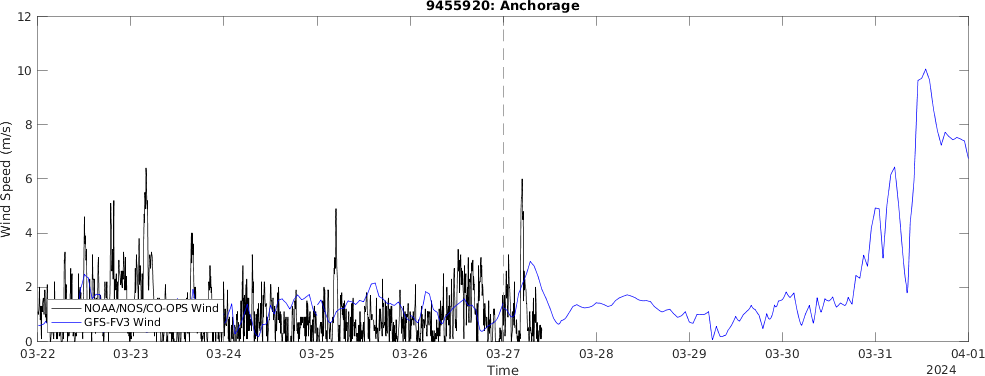 9455920: Anchorage
12
10
8
6
4
2
0
Wind Speed (m/s)
NOAA/NOS/CO-OPS Wind
GFS-FV3 Wind
03-22 03-23 03-24 03-25 03-26 03-27 03-28 03-29 03-30 03-31 04-01
Time
2024